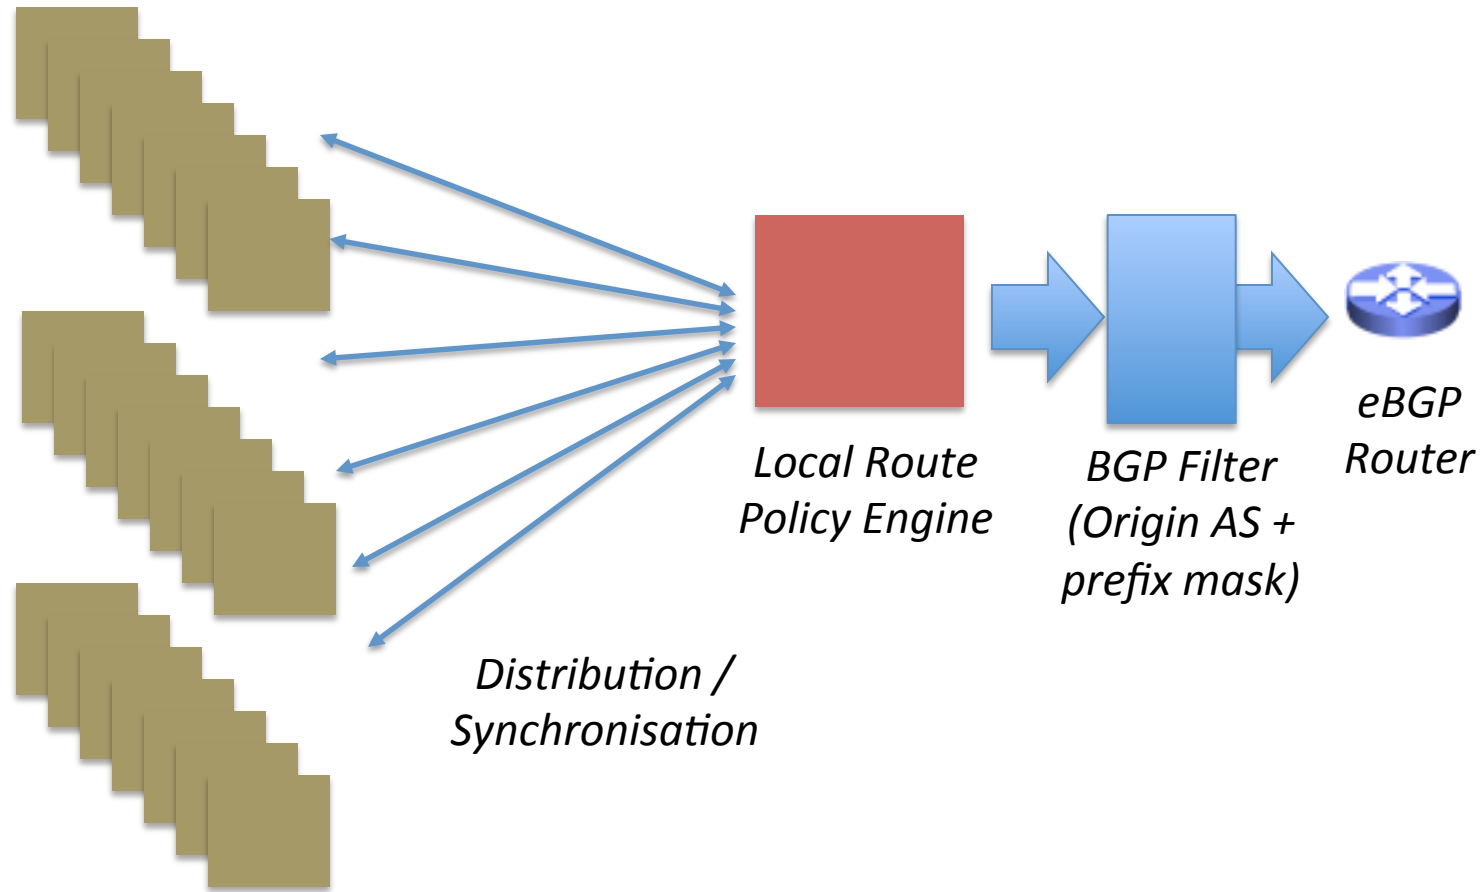 Local Route
Policy Engine
BGP Filter
(Origin AS +
prefix mask)
eBGP
Router
Distribution /
Synchronisation